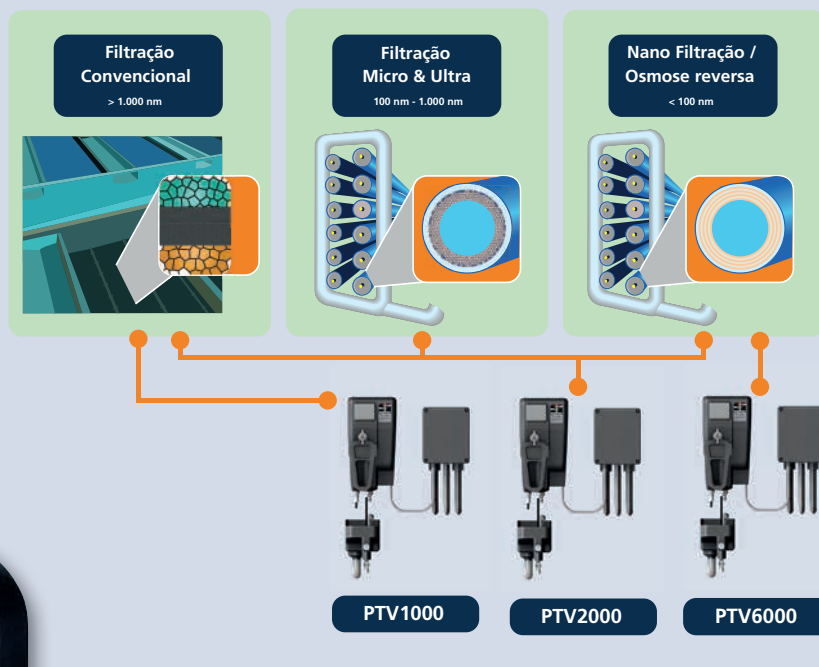 Filtração
Convencional
> 1.000 nm
Filtração
Micro & Ultra
100 nm - 1.000 nm
Nano Filtração /
Osmose reversa
< 100 nm
PTV1000
PTV2000
PTV6000